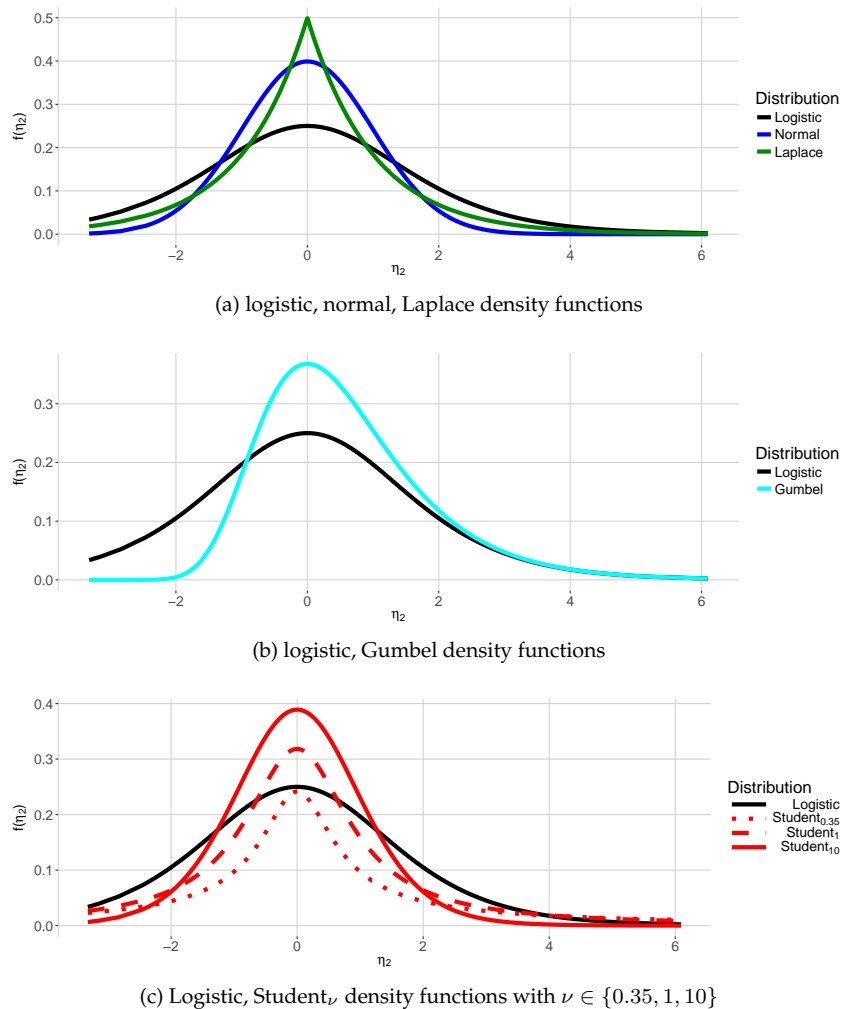 0.5
0.4
0.3
0.2
0.1
0.0
f(η2)
−2 0 2 4 6
η2
Distribution
Logistic
Normal
Laplace
(a) logistic, normal, Laplace density functions
0.3
0.2
0.1
0.0
f(η2)
−2 0 2 4 6
η2
Distribution
Logistic
Gumbel
(b) logistic, Gumbel density functions
0.4
0.3
0.2
0.1
0.0
f(η2)
−2 0 2 4 6
η2
Distribution
Logistic
Student0.35
Student1
Student10
(c) Logistic, Studentν density functions with ν ∈ {0.35, 1, 10}